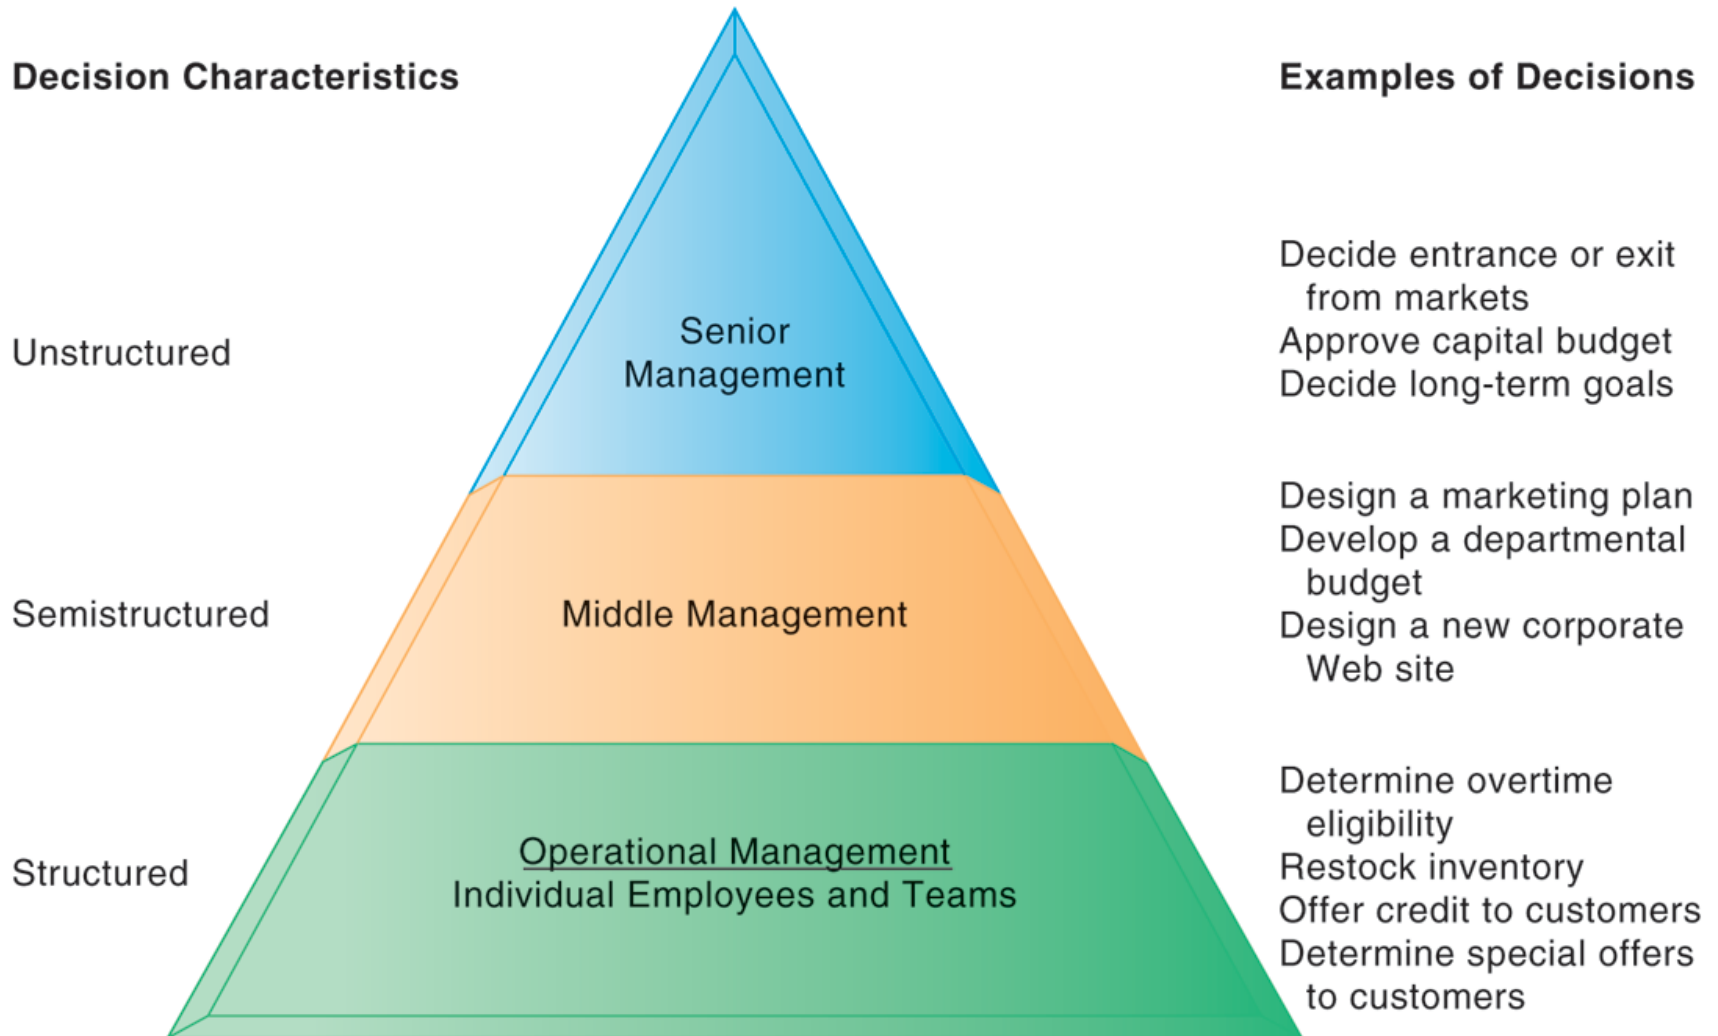 Decision Characteristics
Examples of Decisions
Unstructured
Senior
Management
Decide entrance or exit
from markets
Approve capital budget
Decide long-term goals
Semistructured
Middle Management
Design a marketing plan
Develop a departmental
budget
Design a new corporate
Web site
Structured
Operational Management
Individual Employees and Teams
Determine overtime
eligibility
Restock inventory
Offer credit to customers
Determine special offers
to customers